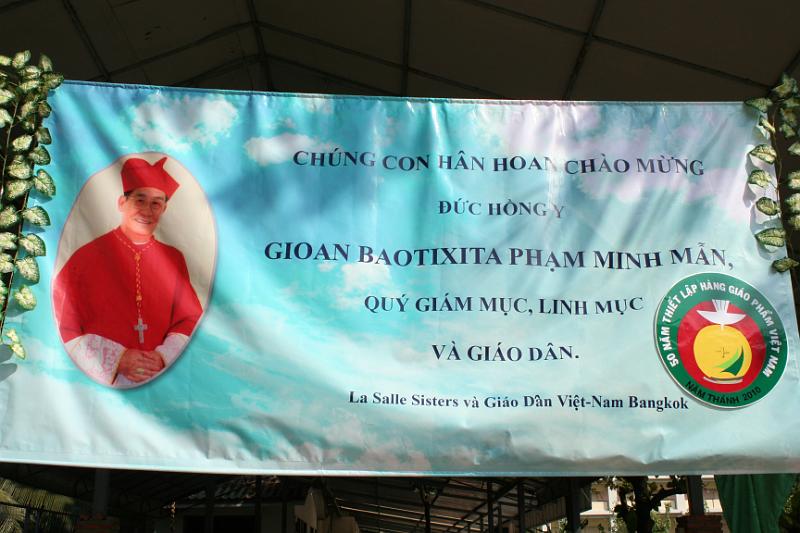 CHÚNG CON HÂN HOAN CHÀO MỪNG
ĐỨC HỒNG Y
GIOAN BAOTIXITA PHẠM MINH MẪN,
QUÝ GIÁM MỤC, LINH MỤC
VÀ GIÁO DÂN.
La Salle Sisters và Giáo Dân Việt-Nam Bangkok
50 NĂM THIẾT LẬP HÀNG GIÁO PHẨM VIỆT NAM
NĂM THÁNH 2010